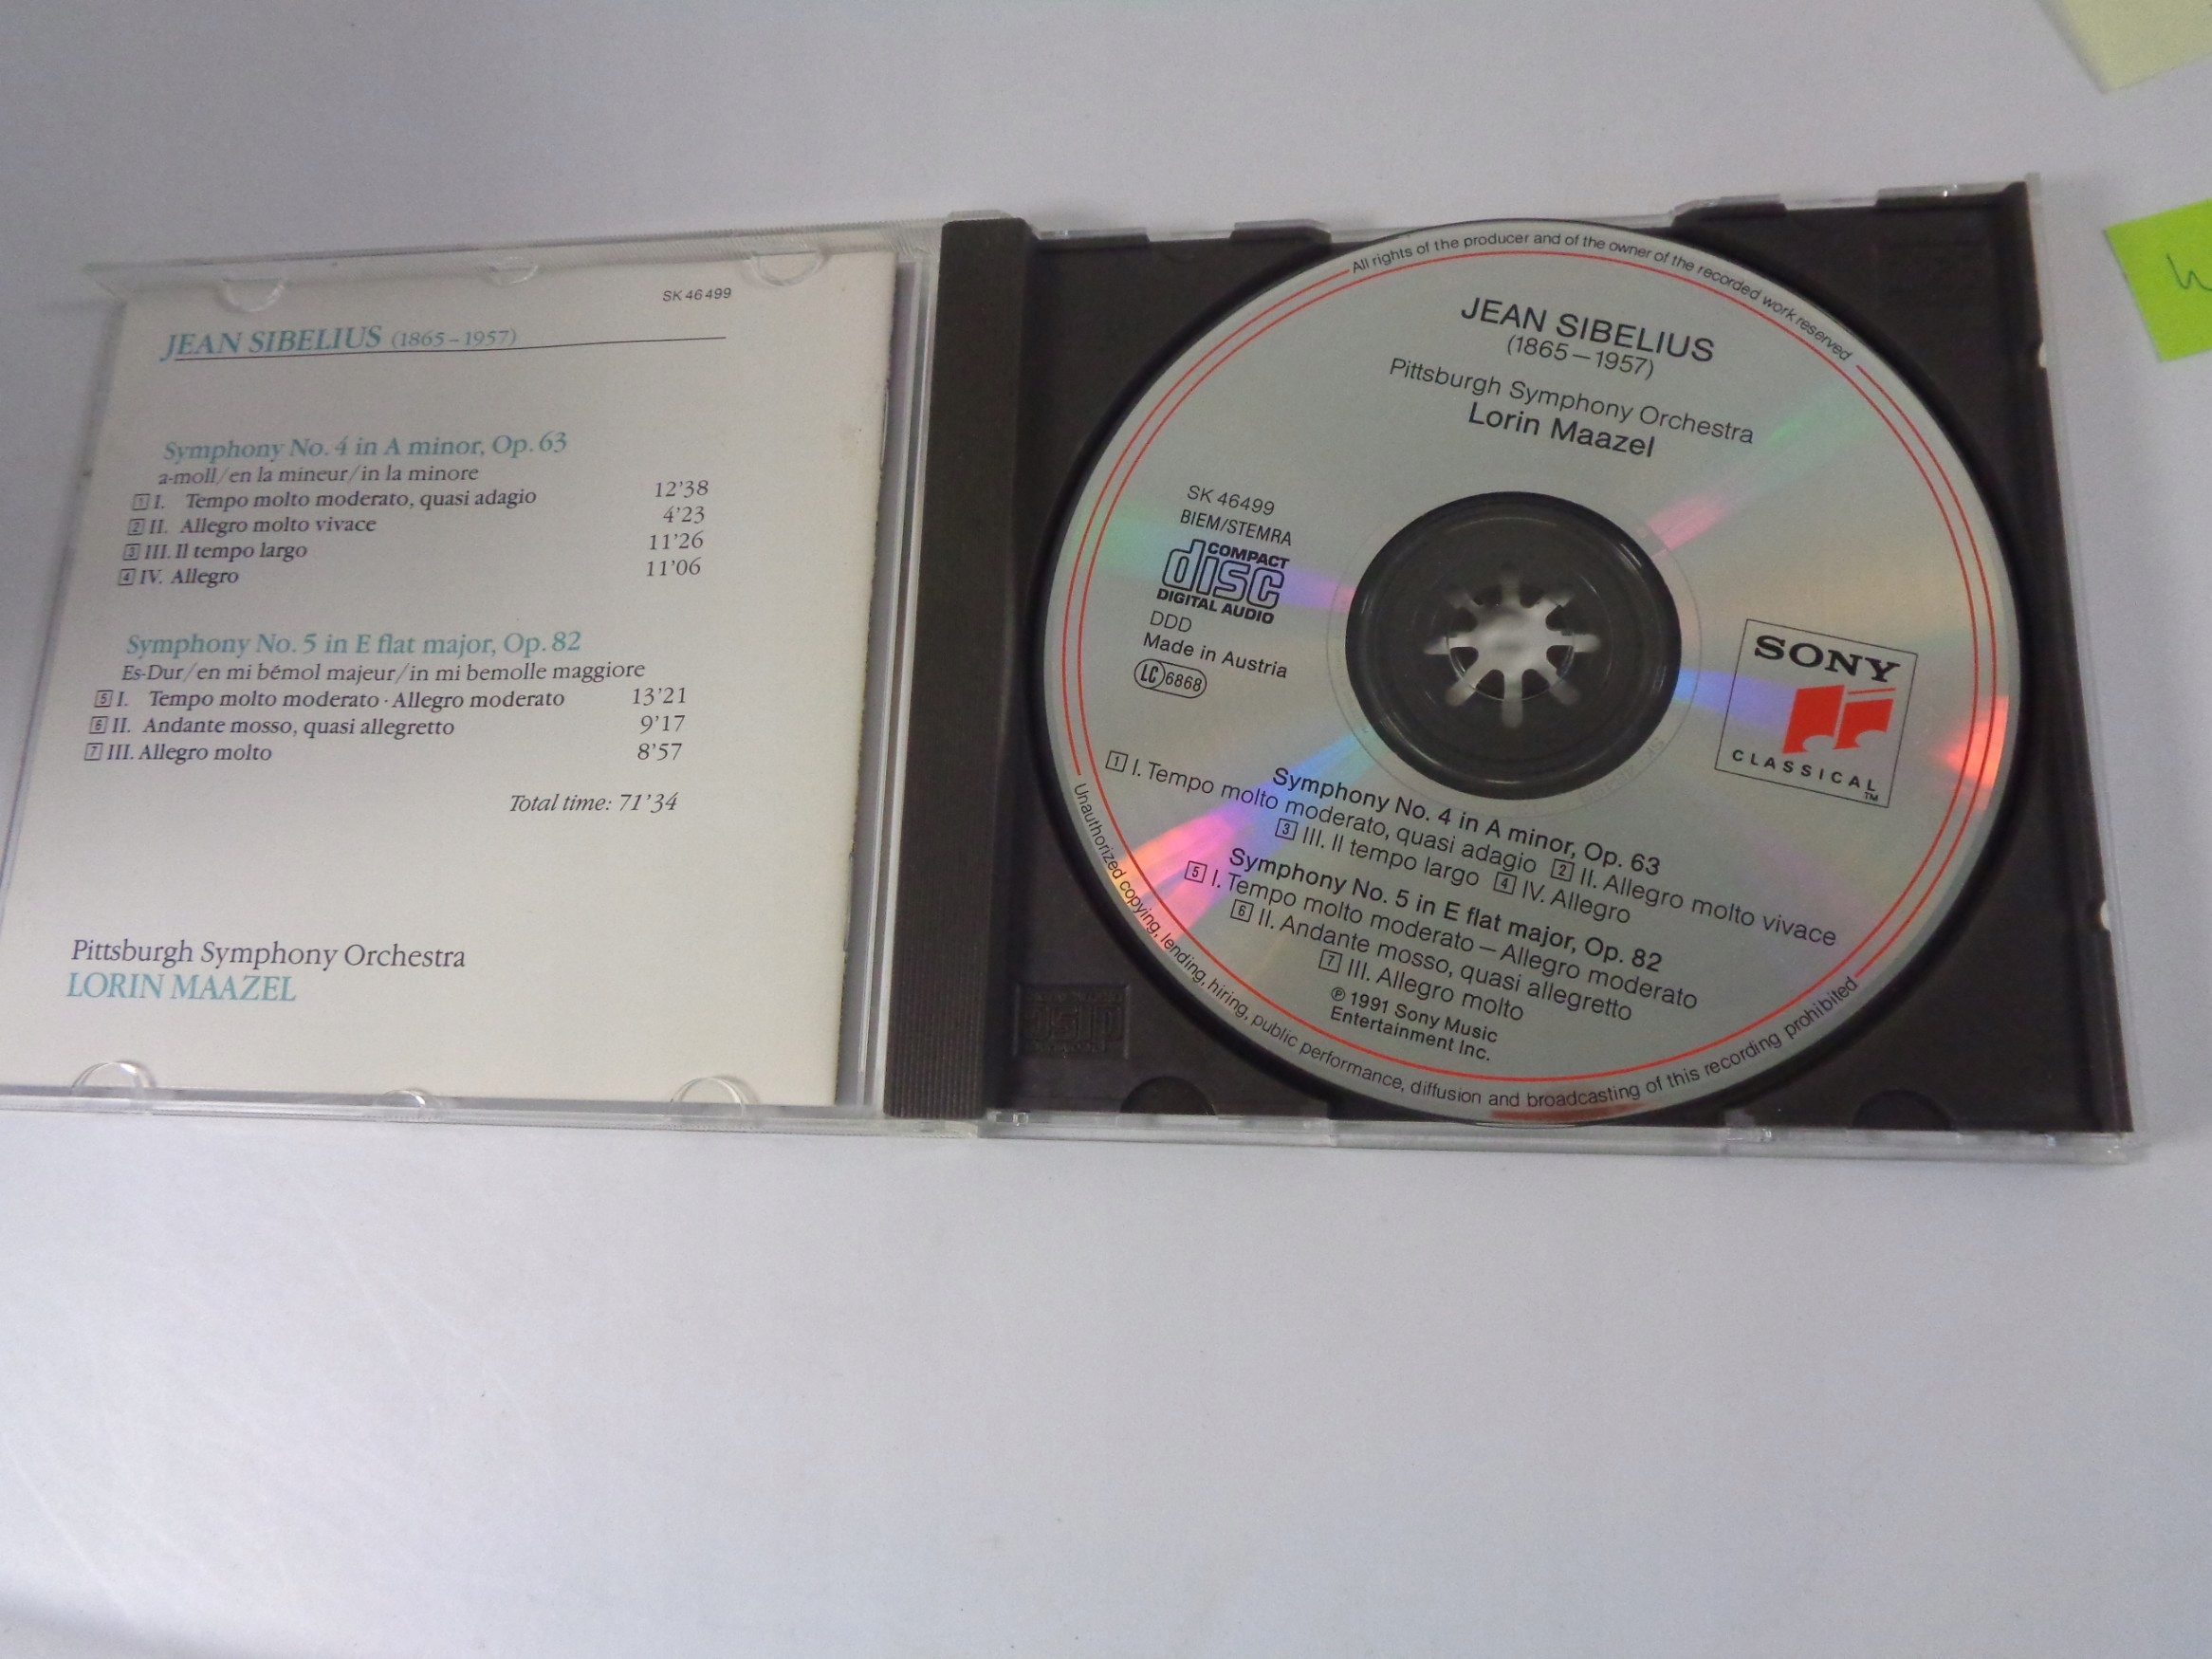 SK 46 499
JEAN SIBELIUS (1865–1957)
Symphony No. 4 in A minor, Op. 63
a-moll/en la mineur/in la minore
1 I. Tempo molto moderato, quasi adagio 12'38
2 II. Allegro molto vivace 4'23
3 III. Il tempo largo 11'26
4 IV. Allegro 11'06
Symphony No. 5 in E flat major, Op. 82
Es-Dur/en mi bémol majeur/in mi bemolle maggiore
5 I. Tempo molto moderato · Allegro moderato 13'21
6 II. Andante mosso, quasi allegretto 9'17
7 III. Allegro molto 8'57
Total time: 71'34
Pittsburgh Symphony Orchestra
LORIN MAAZEL
All rights of the producer and of the owner of the recorded work reserved
JEAN SIBELIUS
(1865–1957)
Pittsburgh Symphony Orchestra
Lorin Maazel
SK 46499
BIEM/STEMRA
COMPACT
disc
DIGITAL AUDIO
DDD
Made in Austria
LC 6868
SONY
CLASSICAL
TM
Symphony No. 4 in A minor, Op. 63
1 I. Tempo molto moderato, quasi adagio 2 II. Allegro molto vivace
3 III. Il tempo largo 4 IV. Allegro
Symphony No. 5 in E flat major, Op. 82
5 I. Tempo molto moderato – Allegro moderato
6 II. Andante mosso, quasi allegretto
7 III. Allegro molto
℗ 1991 Sony Music
Entertainment Inc.
Unauthorized copying, lending, hiring, public performance, diffusion and broadcasting of this recording prohibited